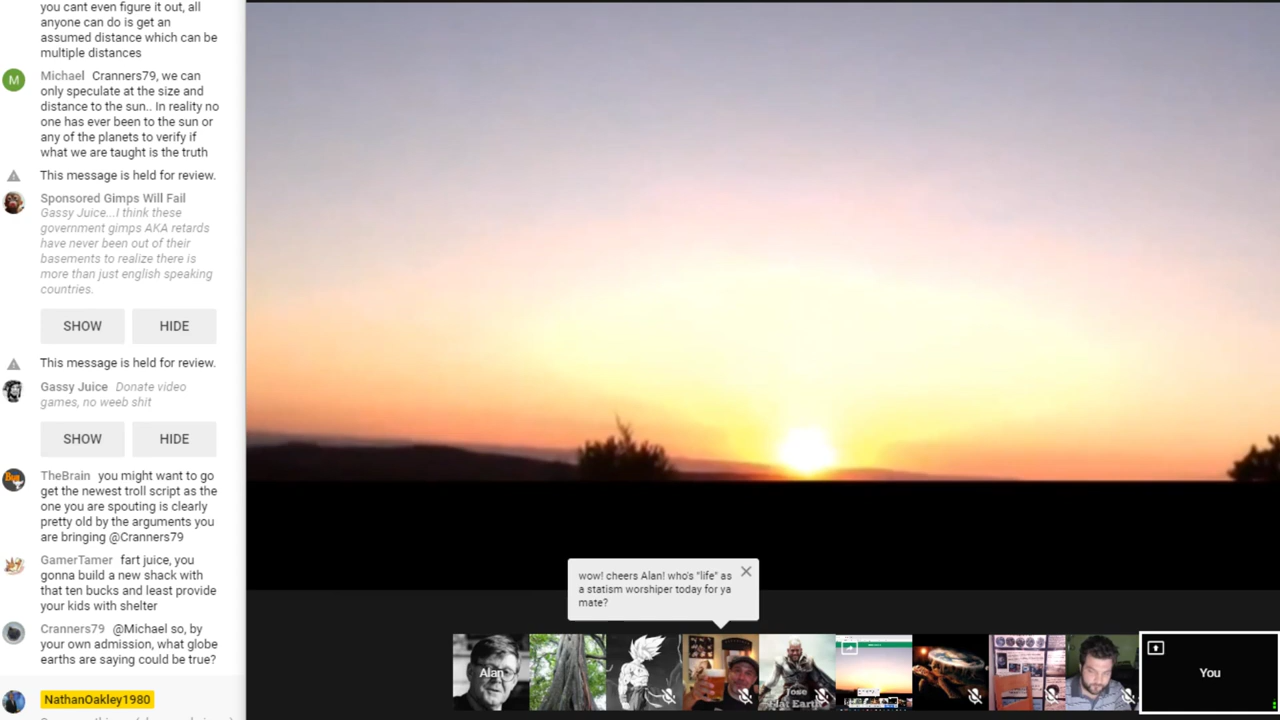 you cant even figure it out, all
anyone can do is get an
assumed distance which can be
multiple distances
M
Michael Cranners79, we can
only speculate at the size and
distance to the sun.. In reality no
one has ever been to the sun or
any of the planets to verify if
what we are taught is the truth
This message is held for review.
Sponsored Gimps Will Fail
Gassy Juice...I think these
government gimps AKA retards
have never been out of their
basements to realize there is
more than just english speaking
countries.
SHOW HIDE
This message is held for review.
Gassy Juice Donate video
games, no weeb shit
SHOW HIDE
TheBrain you might want to go
get the newest troll script as the
one you are spouting is clearly
pretty old by the arguments you
are bringing @Cranners79
GamerTamer fart juice, you
gonna build a new shack with
that ten bucks and least provide
your kids with shelter
Cranners79 @Michael so, by
your own admission, what globe
earths are saying could be true?
NathanOakley1980
wow! cheers Alan! who's "life" as
a statism worshiper today for ya
mate?
Alan
Jose
Flat Earth
You